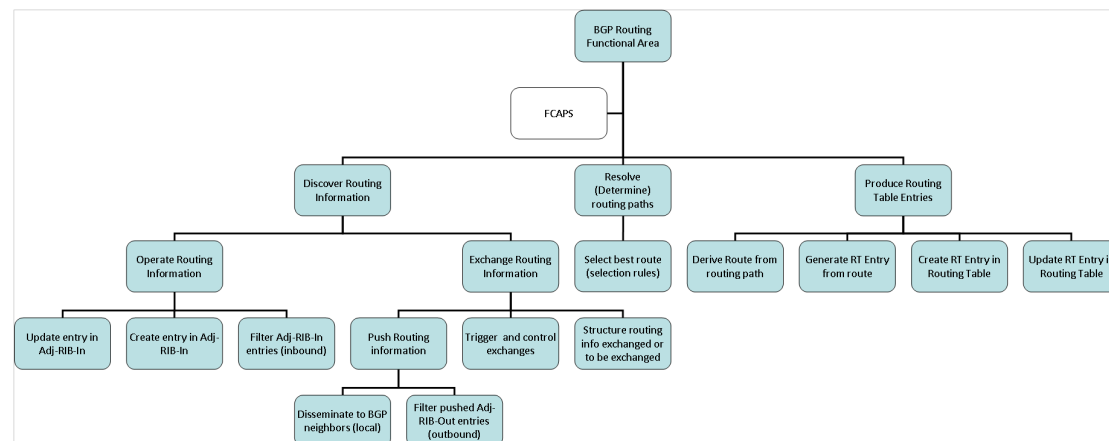 BGP Routing
Functional Area
FCAPS
Discover Routing
Information
Resolve
(Determine)
routing paths
Produce Routing
Table Entries
Operate Routing
Information
Exchange Routing
Information
Select best route
(selection rules)
Derive Route from
routing path
Generate RT Entry
from route
Create RT Entry in
Routing Table
Update RT Entry i
Routing Table
Update entry in
Adj-RIB-In
Create entry in Adj-
RIB-In
Filter Adj-RIB-In
entries (inbound)
Push Routing
information
Trigger and control
exchanges
Structure routing
info exchanged or
to be exchanged
Disseminate to BGP
neighbors (local)
Filter pushed Adj-
RIB-Out entries
(outbound)